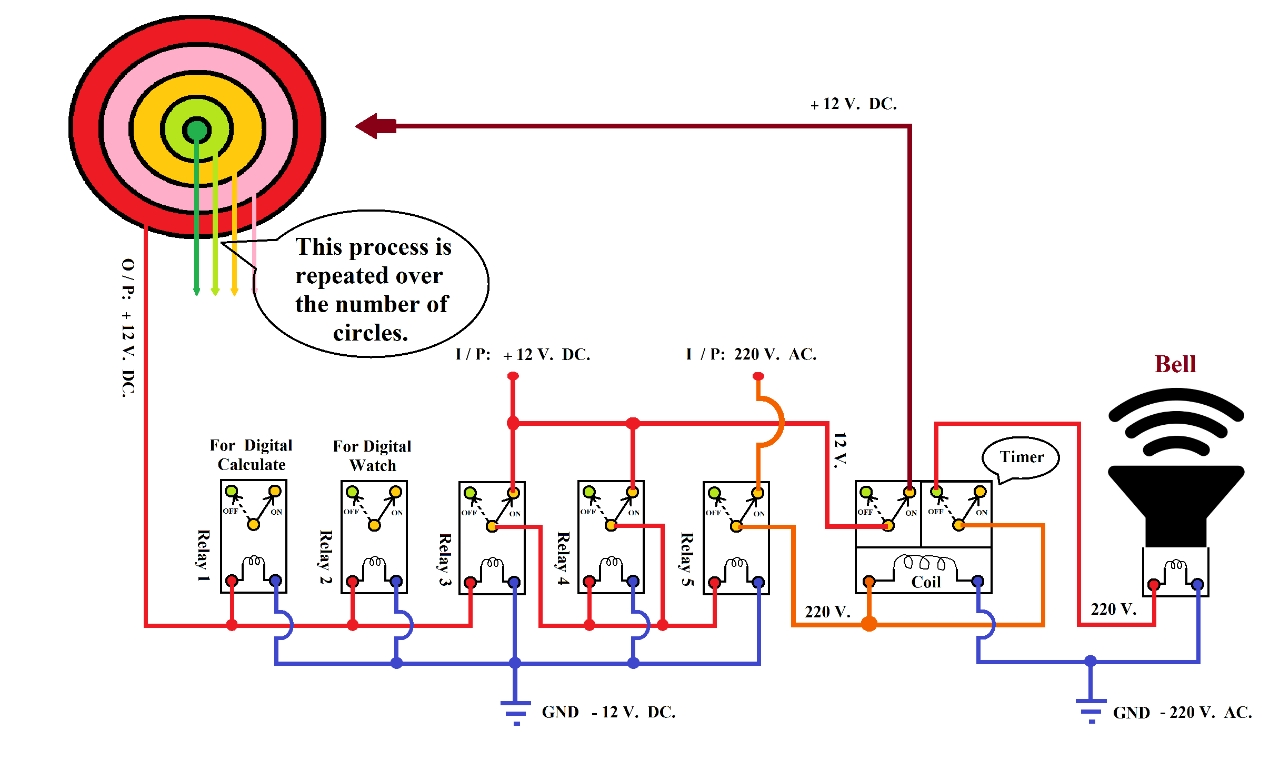 + 12 V. DC.
This process is
repeated over
the number of
circles.
O / P: + 12 V. DC.
I / P: + 12 V. DC.
I / P: 220 V. AC.
Bell
For Digital
Calculate
For Digital
Watch
12 V.
Timer
OFF
ON
OFF
ON
OFF
ON
OFF
ON
OFF
ON
OFF
ON
OFF
ON
Relay 1
Relay 2
Relay 3
Relay 4
Relay 5
Coil
220 V.
220 V.
GND - 12 V. DC.
GND - 220 V. AC.